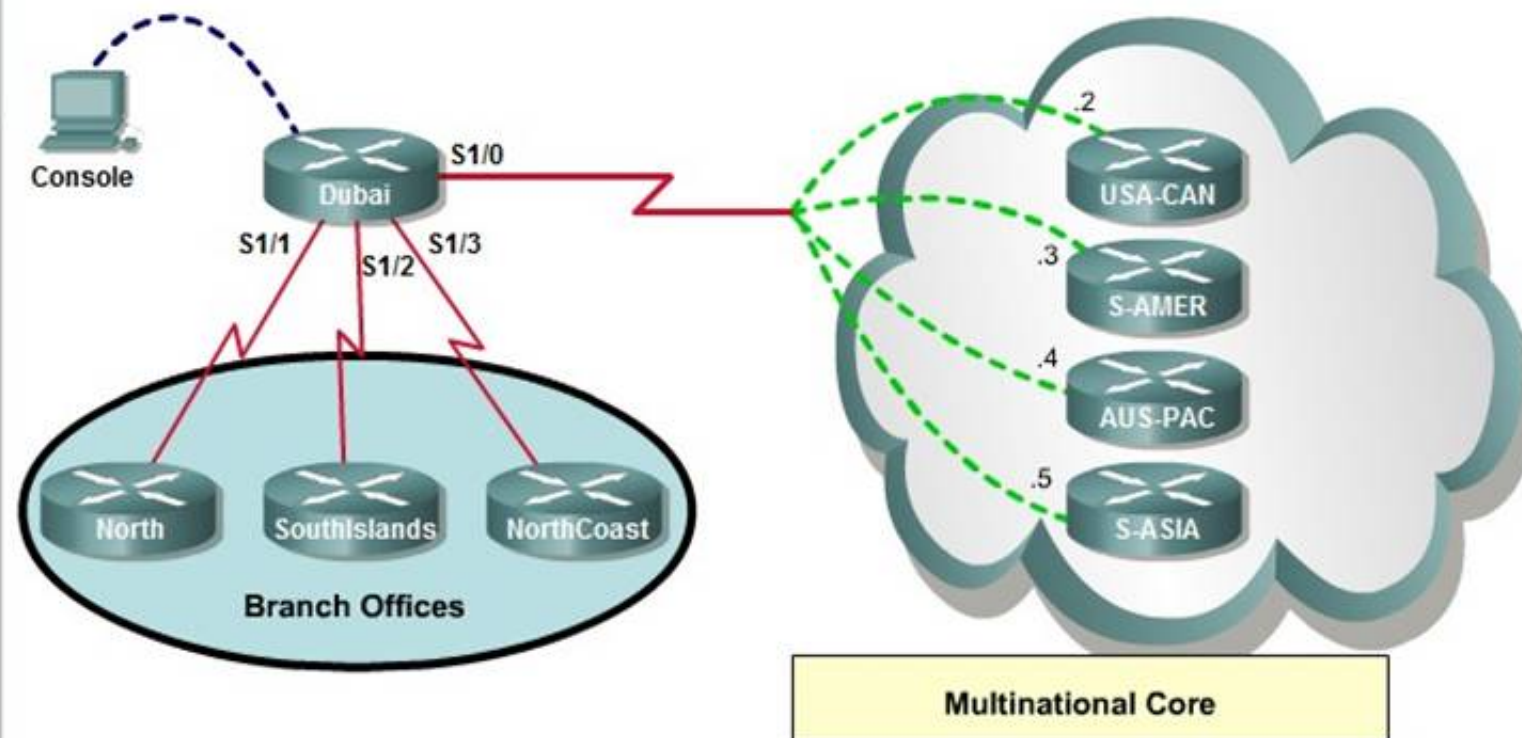 Console
Dubai
S1/0
S1/1
S1/2
S1/3
North
SouthIslands
NorthCoast
Branch Offices
.2
USA-CAN
.3
S-AMER
.4
AUS-PAC
.5
S-ASIA
Multinational Core